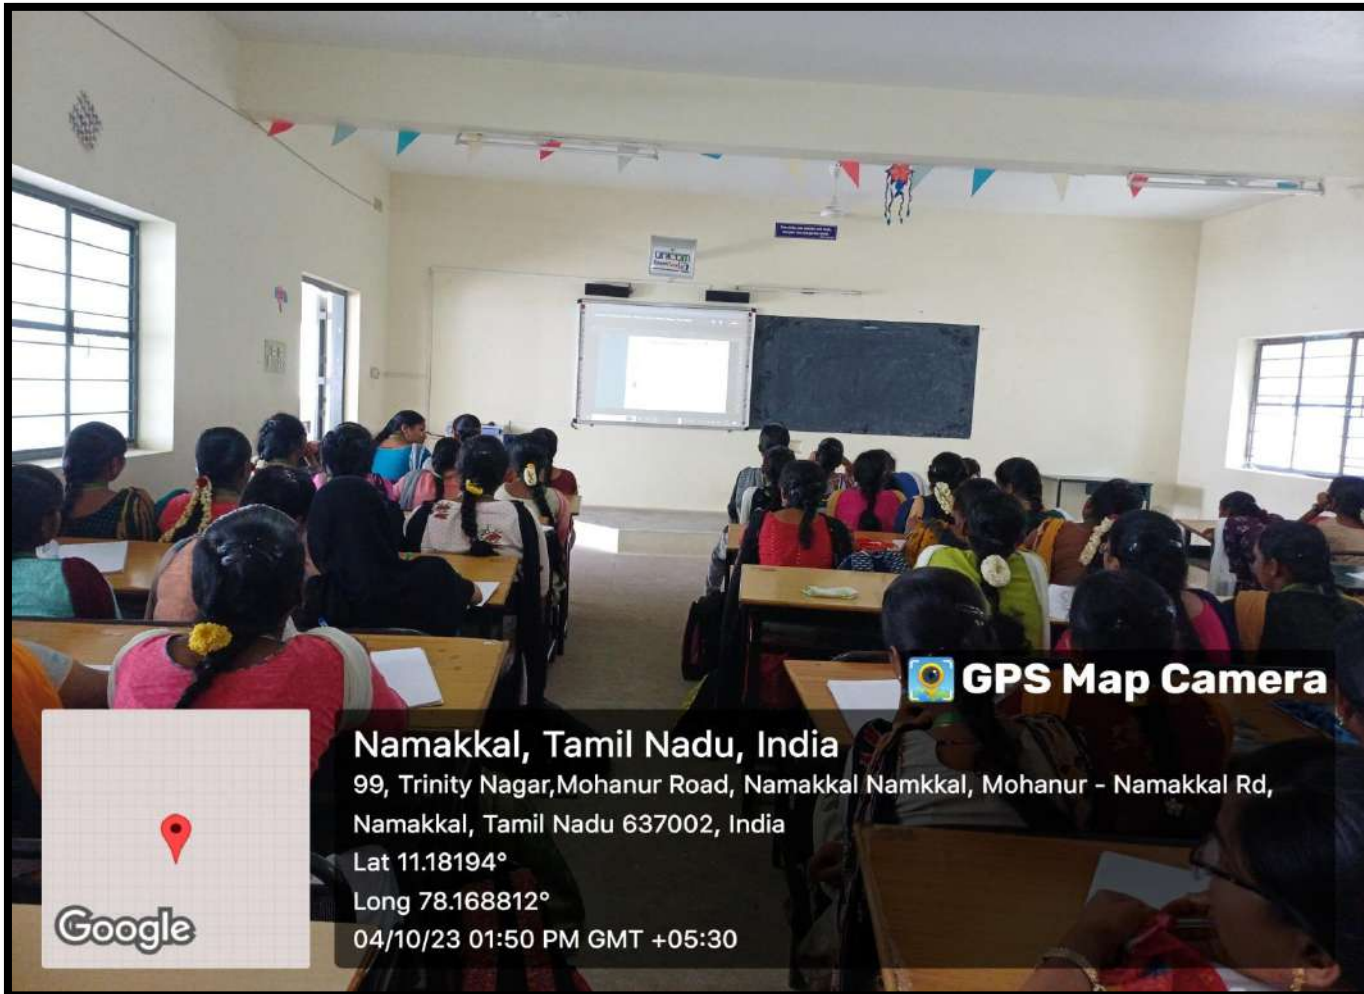 unicom
GPS Map Camera
Namakkal, Tamil Nadu, India
99, Trinity Nagar,Mohanur Road, Namakkal Namkkal, Mohanur - Namakkal Rd,
Namakkal, Tamil Nadu 637002, India
Lat 11.18194°
Long 78.168812°
04/10/23 01:50 PM GMT +05:30
Google